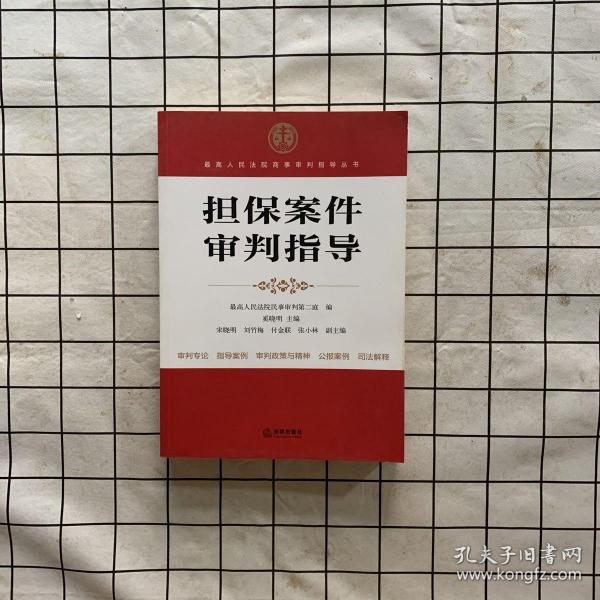 最高人民法院商事审判指导丛书
担保案件
审判指导
最高人民法院民事审判第二庭 编
奚晓明 主编
宋晓明 刘竹梅 付金联 张小林 副主编
审判专论 指导案例 审判政策与精神 公报案例 司法解释
法律出版社
孔夫子旧书网
www.kongfz.com